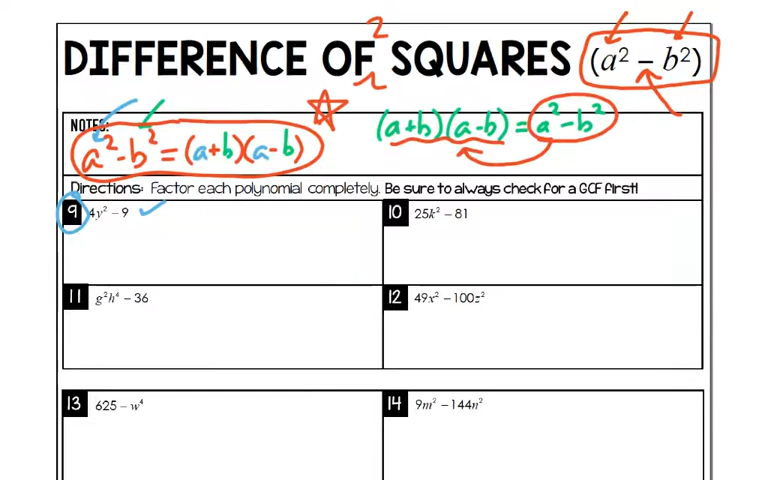 2
DIFFERENCE OF SQUARES (a² – b²)
NOTES:
a²-b² = (a+b)(a-b)
(a+b)(a-b) = a²-b²
Directions: Factor each polynomial completely. Be sure to always check for a GCF first!
9 4y² – 9
10 25k² – 81
11 g²h⁴ – 36
12 49x² – 100z²
13 625 – w⁴
14 9m² – 144n²